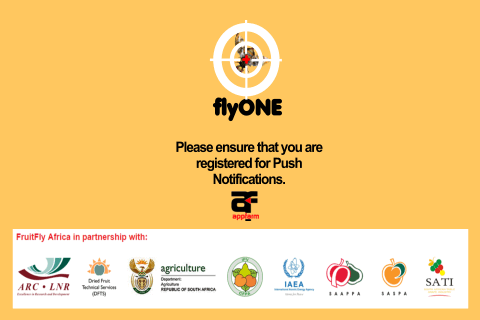 flyONE
Please ensure that you are
registered for Push
Notifications.
appfarm
FruitFly Africa in partnership with:
ARC • LNR
Excellence in Research and Development
Dried Fruit
Technical Services
(DFTS)
agriculture
Department:
Agriculture
REPUBLIC OF SOUTH AFRICA
IAEA
International Atomic Energy Agency
SAAPPA
SASPA
SATI